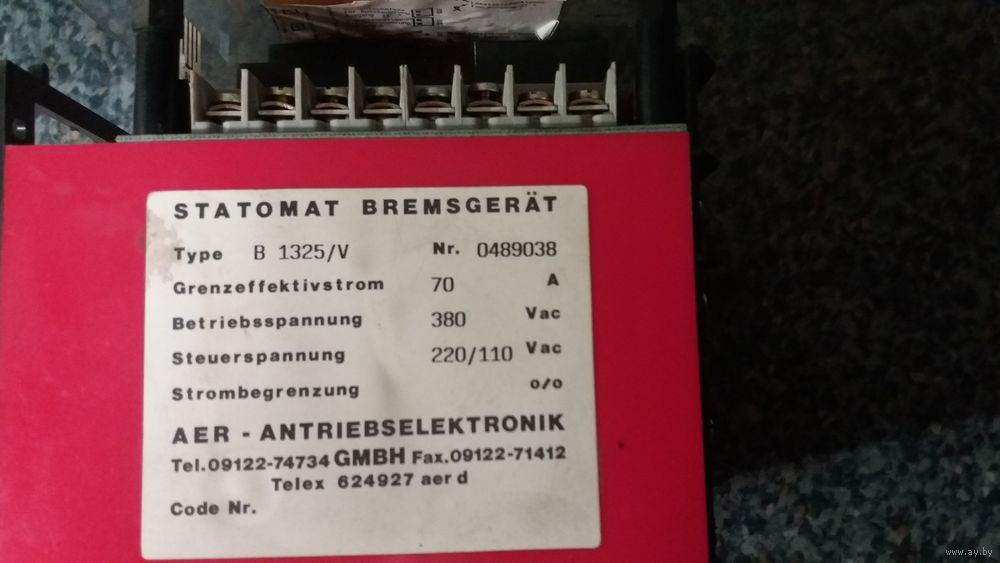 STATOMAT BREMSGERÄT
Type B 1325/V Nr. 0489038
Grenzeffektivstrom 70 A
Betriebsspannung 380 Vac
Steuerspannung 220/110 Vac
Strombegrenzung o/o
AER - ANTRIEBSELEKTRONIK
Tel.09122-74734 GMBH Fax.09122-71412
Telex 624927 aer d
Code Nr.
www.ay.by